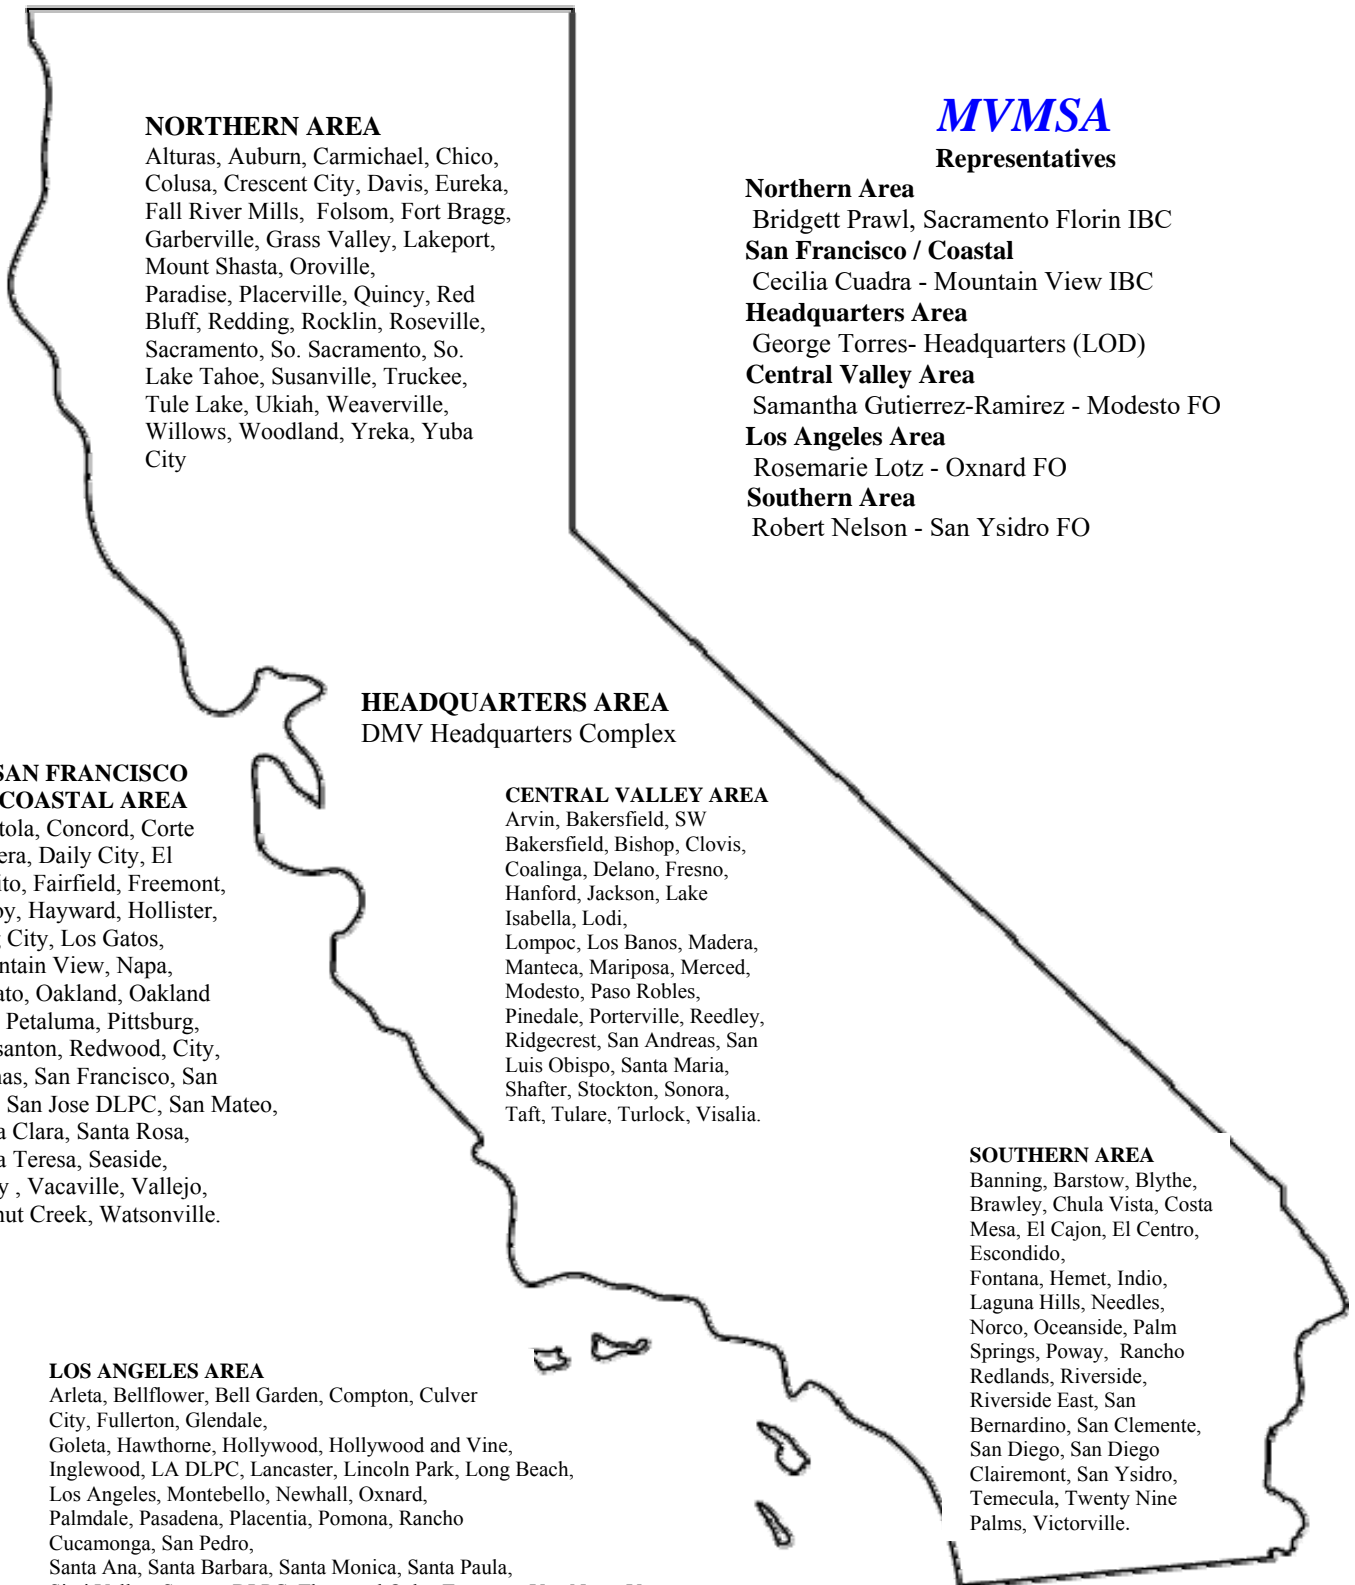 NORTHERN AREA
Alturas, Auburn, Carmichael, Chico,
Colusa, Crescent City, Davis, Eureka,
Fall River Mills, Folsom, Fort Bragg,
Garberville, Grass Valley, Lakeport,
Mount Shasta, Oroville,
Paradise, Placerville, Quincy, Red
Bluff, Redding, Rocklin, Roseville,
Sacramento, So. Sacramento, So.
Lake Tahoe, Susanville, Truckee,
Tule Lake, Ukiah, Weaverville,
Willows, Woodland, Yreka, Yuba
City
MVMSA
Representatives
Northern Area
Bridgett Prawl, Sacramento Florin IBC
San Francisco / Coastal
Cecilia Cuadra - Mountain View IBC
Headquarters Area
George Torres- Headquarters (LOD)
Central Valley Area
Samantha Gutierrez-Ramirez - Modesto FO
Los Angeles Area
Rosemarie Lotz - Oxnard FO
Southern Area
Robert Nelson - San Ysidro FO
HEADQUARTERS AREA
DMV Headquarters Complex
SAN FRANCISCO
COASTAL AREA
Concord, Corte
Daily City, El
Fairfield, Freemont,
Hayward, Hollister,
City, Los Gatos,
View, Napa,
Oakland, Oakland
Petaluma, Pittsburg,
Redwood, City,
San Francisco, San
San Jose DLPC, San Mateo,
Clara, Santa Rosa,
Teresa, Seaside,
, Vacaville, Vallejo,
Creek, Watsonville.
CENTRAL VALLEY AREA
Arvin, Bakersfield, SW
Bakersfield, Bishop, Clovis,
Coalinga, Delano, Fresno,
Hanford, Jackson, Lake
Isabella, Lodi,
Lompoc, Los Banos, Madera,
Manteca, Mariposa, Merced,
Modesto, Paso Robles,
Pinedale, Porterville, Reedley,
Ridgecrest, San Andreas, San
Luis Obispo, Santa Maria,
Shafter, Stockton, Sonora,
Taft, Tulare, Turlock, Visalia.
SOUTHERN AREA
Banning, Barstow, Blythe,
Brawley, Chula Vista, Costa
Mesa, El Cajon, El Centro,
Escondido,
Fontana, Hemet, Indio,
Laguna Hills, Needles,
Norco, Oceanside, Palm
Springs, Poway, Rancho
Redlands, Riverside,
Riverside East, San
Bernardino, San Clemente,
San Diego, San Diego
Clairemont, San Ysidro,
Temecula, Twenty Nine
Palms, Victorville.
LOS ANGELES AREA
Arleta, Bellflower, Bell Garden, Compton, Culver
City, Fullerton, Glendale,
Goleta, Hawthorne, Hollywood, Hollywood and Vine,
Inglewood, LA DLPC, Lancaster, Lincoln Park, Long Beach,
Los Angeles, Montebello, Newhall, Oxnard,
Palmdale, Pasadena, Placentia, Pomona, Rancho
Cucamonga, San Pedro,
Santa Ana, Santa Barbara, Santa Monica, Santa Paula,